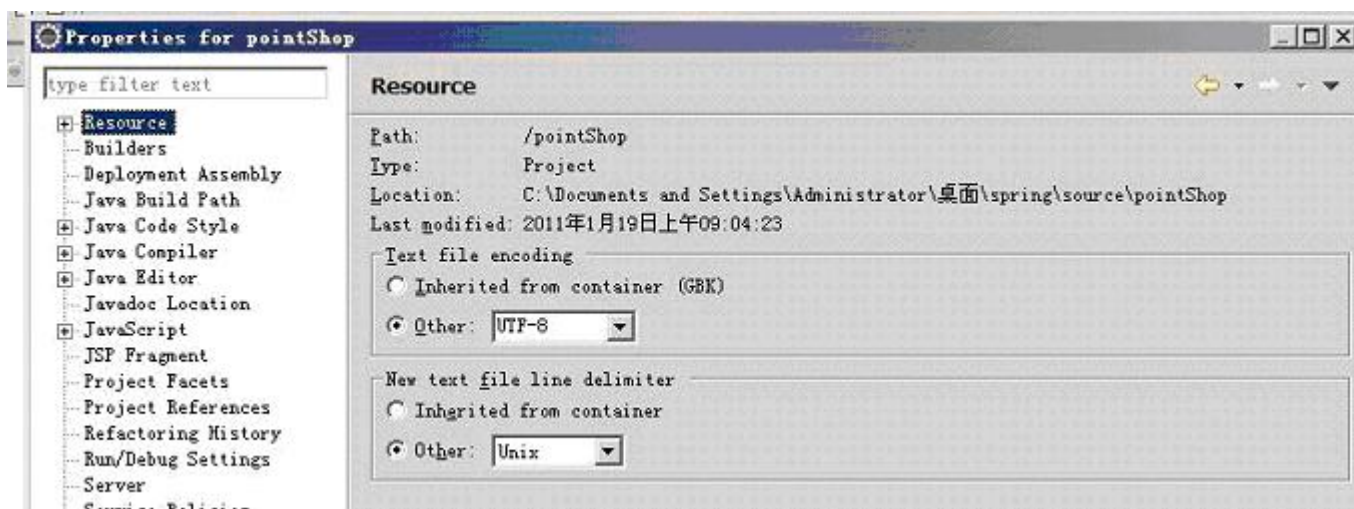 Properties for pointShop
type filter text
Resource
Builders
Deployment Assembly
Java Build Path
Java Code Style
Java Compiler
Java Editor
Javadoc Location
JavaScript
JSP Fragment
Project Facets
Project References
Refactoring History
Run/Debug Settings
Server
Resource
Path: /pointShop
Type: Project
Location: C:\Documents and Settings\Administrator\桌面\spring\source\pointShop
Last modified: 2011年1月19日上午09:04:23
Text file encoding
Inherited from container (GBK)
Other: UTF-8
New text file line delimiter
Inherited from container
Other: Unix